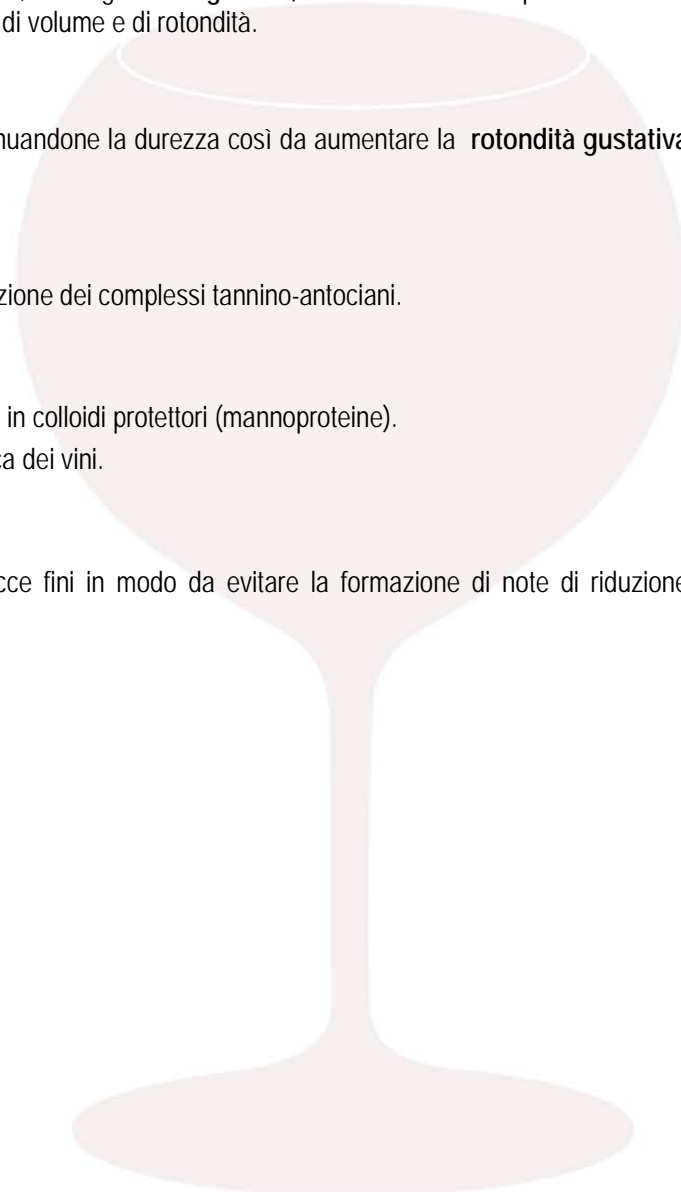 di volume e di rotondità.
nuandone la durezza così da aumentare la rotondità gustativa
zione dei complessi tannino-antociani.
in colloidi protettori (mannoproteine).
ca dei vini.
cce fini in modo da evitare la formazione di note di riduzione